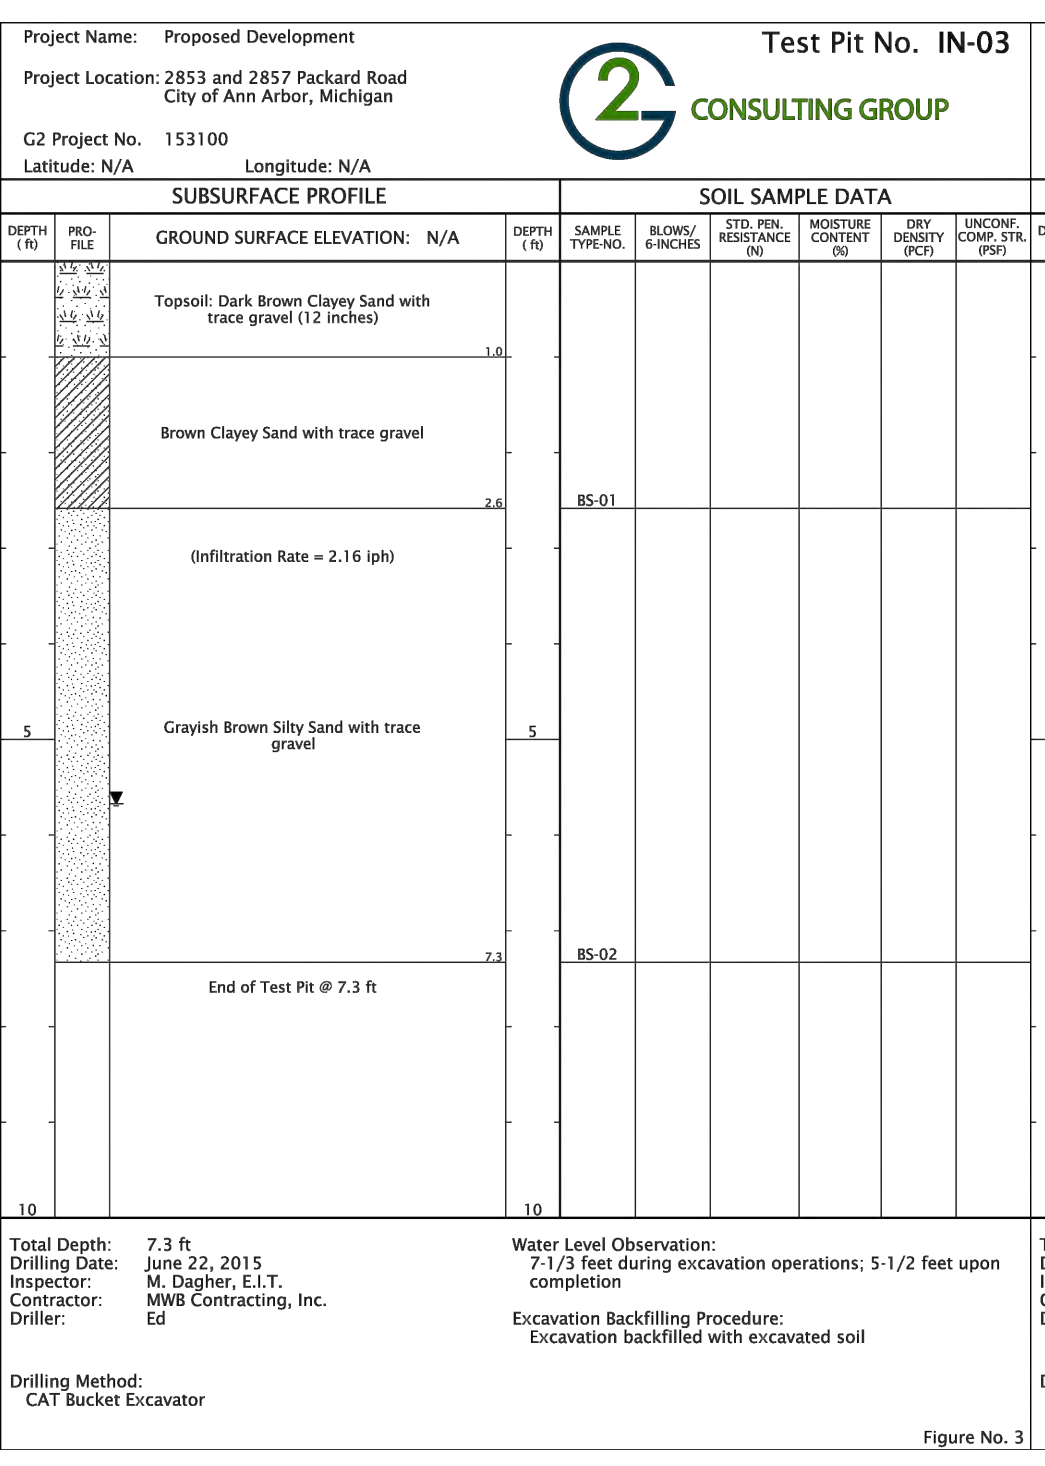 Project Name: Proposed Development
Test Pit No. IN-03
Project Location: 2853 and 2857 Packard Road
City of Ann Arbor, Michigan
G2 CONSULTING GROUP
G2 Project No. 153100
Latitude: N/A Longitude: N/A
SUBSURFACE PROFILE
SOIL SAMPLE DATA
DEPTH
( ft)
PRO-
FILE
GROUND SURFACE ELEVATION: N/A
DEPTH
( ft)
SAMPLE
TYPE-NO.
BLOWS/
6-INCHES
STD. PEN.
RESISTANCE
(N)
MOISTURE
CONTENT
(%)
DRY
DENSITY
(PCF)
UNCONF.
COMP. STR.
(PSF)
D
Topsoil: Dark Brown Clayey Sand with
trace gravel (12 inches)
1.0
Brown Clayey Sand with trace gravel
2.6
BS-01
(Infiltration Rate = 2.16 iph)
5
Grayish Brown Silty Sand with trace
gravel
5
7.3
BS-02
End of Test Pit @ 7.3 ft
10
10
Total Depth: 7.3 ft
Drilling Date: June 22, 2015
Inspector: M. Dagher, E.I.T.
Contractor: MWB Contracting, Inc.
Driller: Ed
Water Level Observation:
7-1/3 feet during excavation operations; 5-1/2 feet upon
completion
Excavation Backfilling Procedure:
Excavation backfilled with excavated soil
Drilling Method:
CAT Bucket Excavator
Figure No. 3